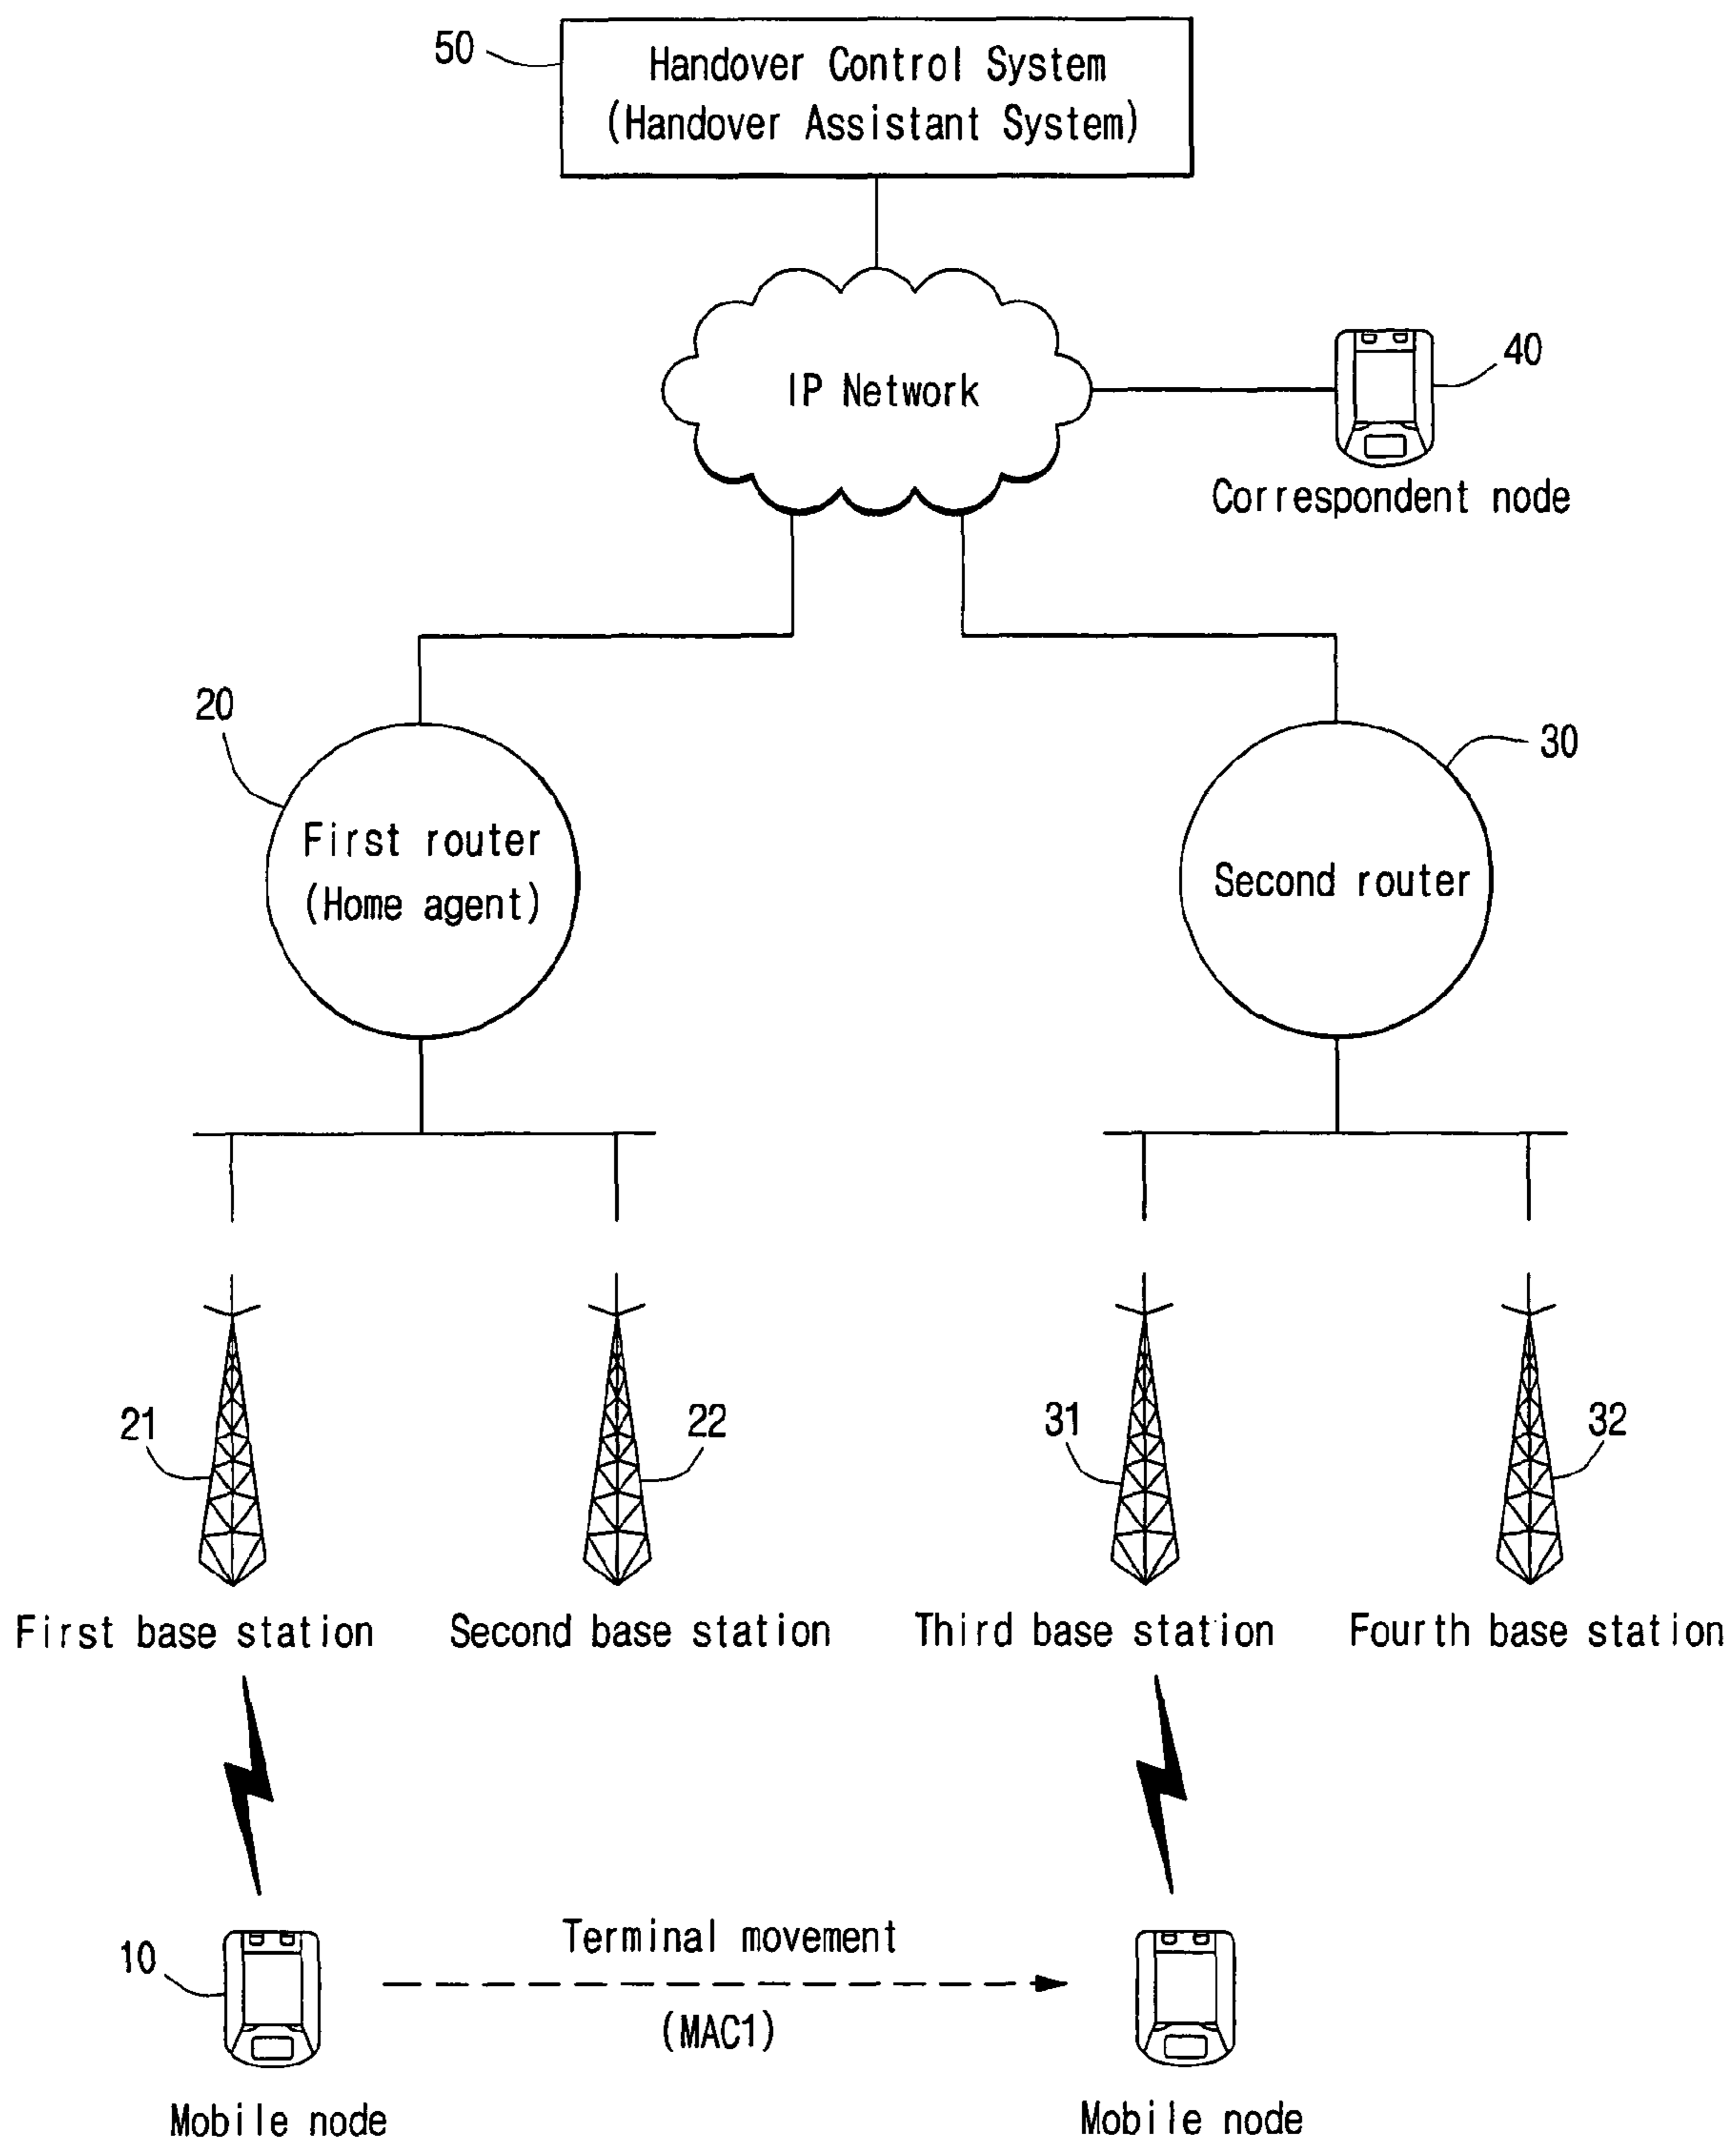 50
Handover Control System
(Handover Assistant System)
IP Network
40
Correspondent node
20
First router
(Home agent)
30
Second router
21
22
31
32
First base station
Second base station
Third base station
Fourth base station
10
Terminal movement
(MAC1)
Mobile node
Mobile node